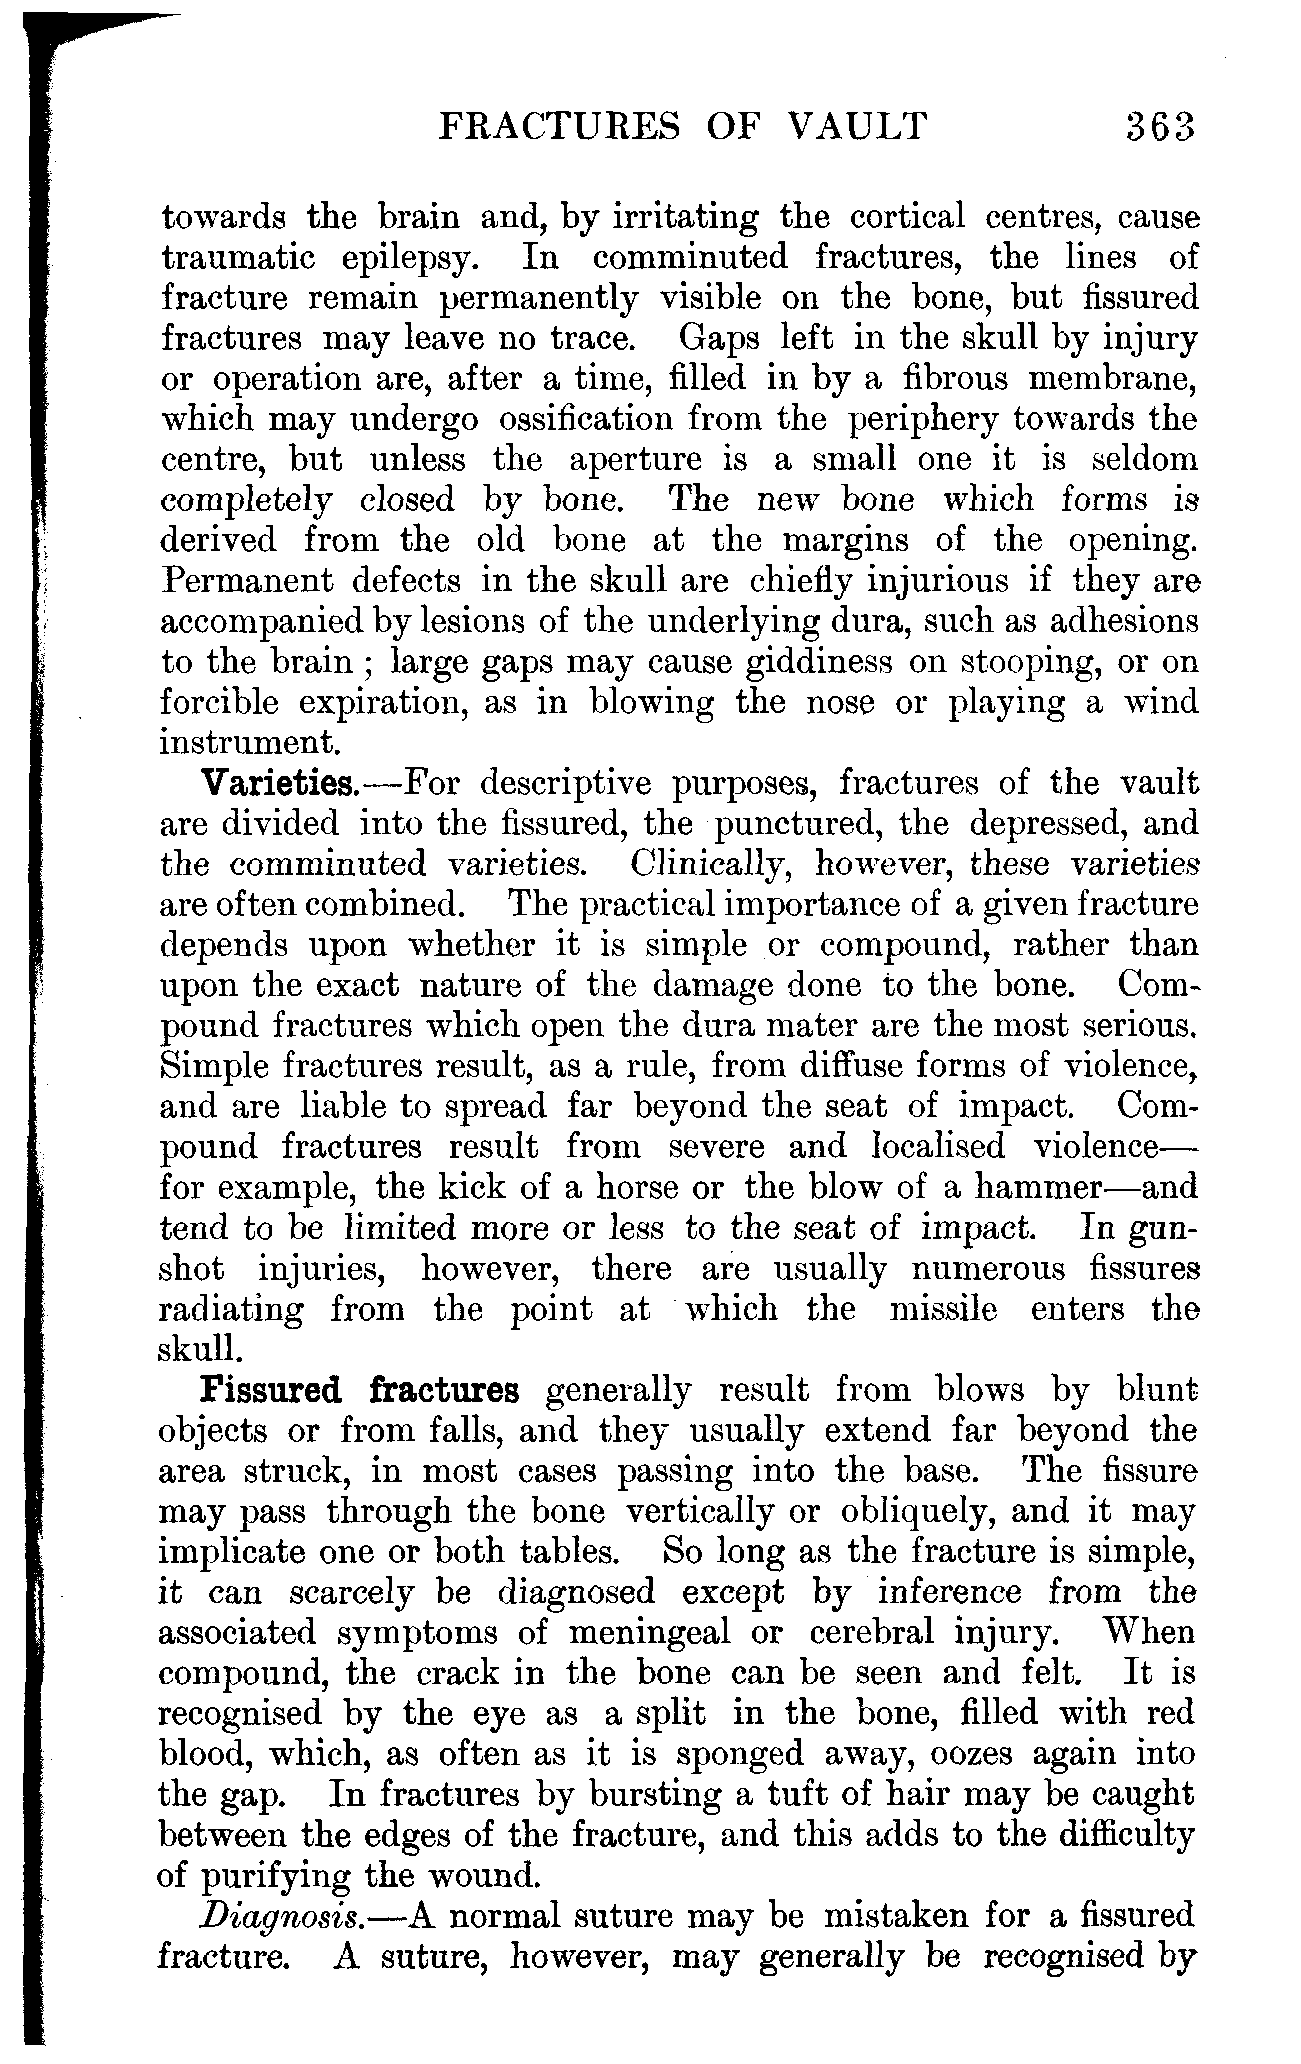 FRACTURES OF VAULT 363
towards the brain and, by irritating the cortical centres, cause
traumatic epilepsy. In comminuted fractures, the lines of
fracture remain permanently visible on the bone, but fissured
fractures may leave no trace. Gaps left in the skull by injury
or operation are, after a time, filled in by a fibrous membrane,
which may undergo ossification from the periphery towards the
centre, but unless the aperture is a small one it is seldom
completely closed by bone. The new bone which forms is
derived from the old bone at the margins of the opening.
Permanent defects in the skull are chiefly injurious if they are
accompanied by lesions of the underlying dura, such as adhesions
to the brain ; large gaps may cause giddiness on stooping, or on
forcible expiration, as in blowing the nose or playing a wind
instrument.
Varieties.—For descriptive purposes, fractures of the vault
are divided into the fissured, the punctured, the depressed, and
the comminuted varieties. Clinically, however, these varieties
are often combined. The practical importance of a given fracture
depends upon whether it is simple or compound, rather than
upon the exact nature of the damage done to the bone. Com-
pound fractures which open the dura mater are the most serious.
Simple fractures result, as a rule, from diffuse forms of violence,
and are liable to spread far beyond the seat of impact. Com-
pound fractures result from severe and localised violence—
for example, the kick of a horse or the blow of a hammer—and
tend to be limited more or less to the seat of impact. In gun-
shot injuries, however, there are usually numerous fissures
radiating from the point at which the missile enters the
skull.
Fissured fractures generally result from blows by blunt
objects or from falls, and they usually extend far beyond the
area struck, in most cases passing into the base. The fissure
may pass through the bone vertically or obliquely, and it may
implicate one or both tables. So long as the fracture is simple,
it can scarcely be diagnosed except by inference from the
associated symptoms of meningeal or cerebral injury. When
compound, the crack in the bone can be seen and felt. It is
recognised by the eye as a split in the bone, filled with red
blood, which, as often as it is sponged away, oozes again into
the gap. In fractures by bursting a tuft of hair may be caught
between the edges of the fracture, and this adds to the difficulty
of purifying the wound.
Diagnosis.—A normal suture may be mistaken for a fissured
fracture. A suture, however, may generally be recognised by